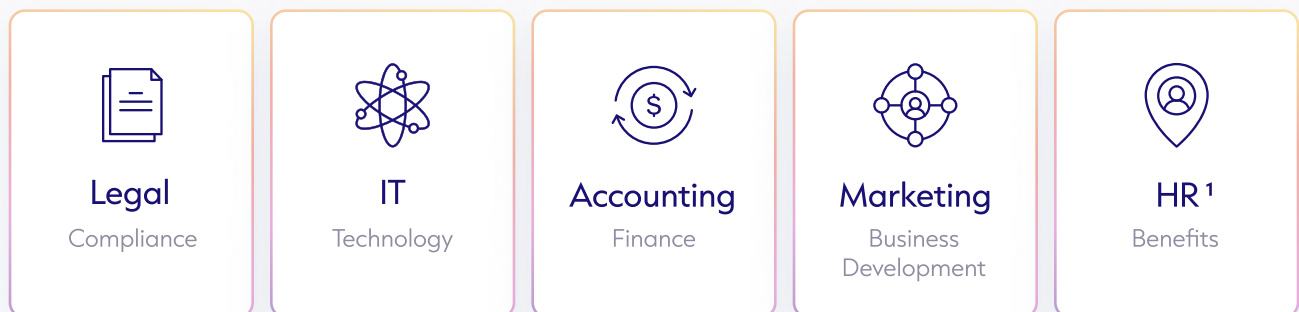 Legal
Compliance
IT
Technology
$
Accounting
Finance
Marketing
Business
Development
HR ¹
Benefits